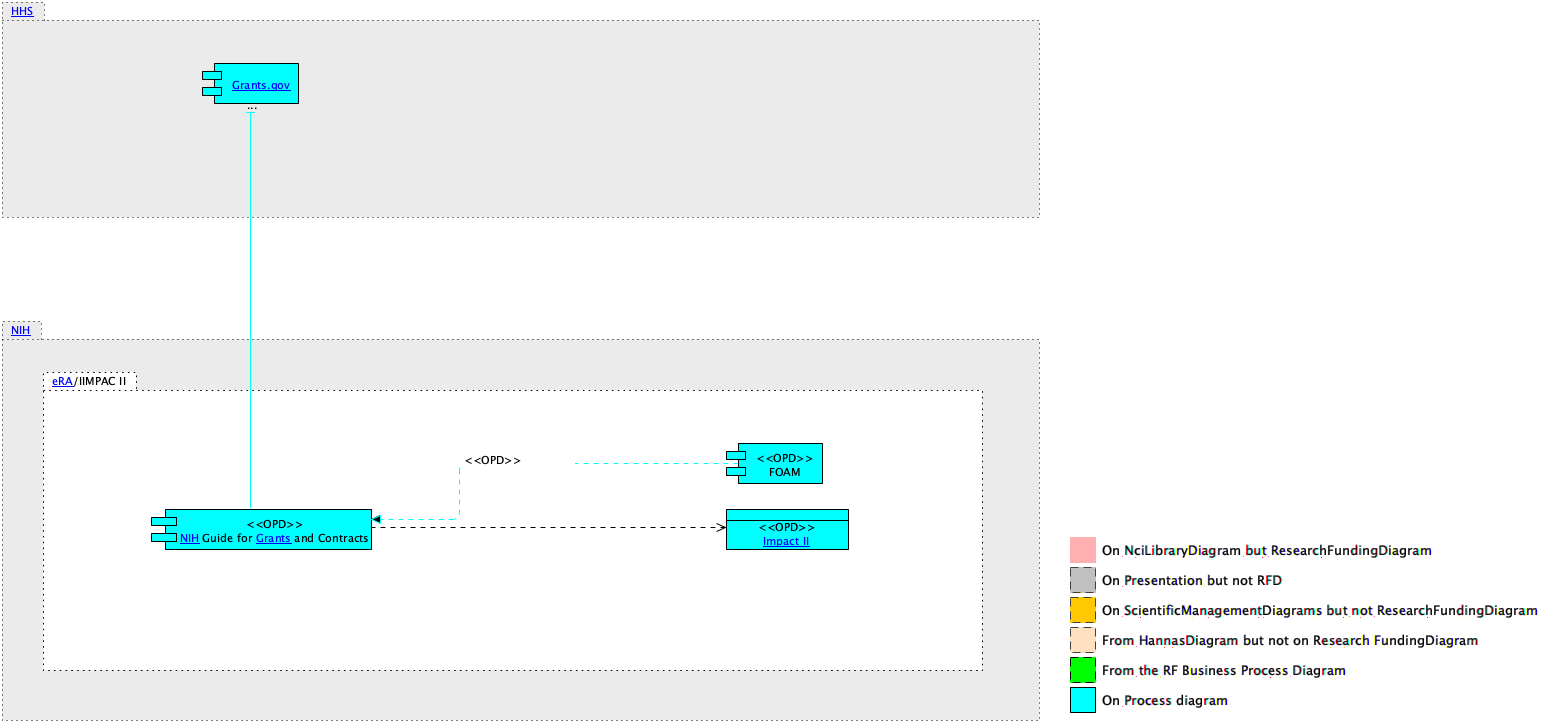 HHS
Grants.gov
...
NIH
eRA/IIMPAC II
<<OPD>>
<<OPD>>
FOAM
<<OPD>>
NIH Guide for Grants and Contracts
<<OPD>>
Impact II
On NciLibraryDiagram but ResearchFundingDiagram
On Presentation but not RFD
On ScientificManagementDiagrams but not ResearchFundingDiagram
From HannasDiagram but not on Research FundingDiagram
From the RF Business Process Diagram
On Process diagram